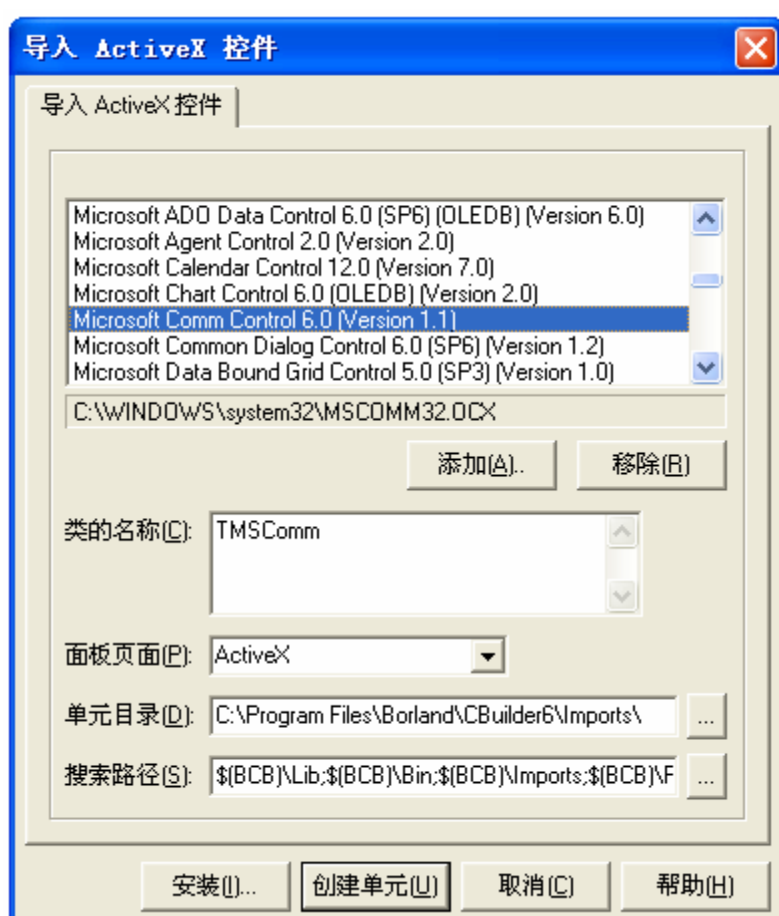 导入 ActiveX 控件
导入 ActiveX 控件
Microsoft ADO Data Control 6.0 (SP6) (OLEDB) (Version 6.0)
Microsoft Agent Control 2.0 (Version 2.0)
Microsoft Calendar Control 12.0 (Version 7.0)
Microsoft Chart Control 6.0 (OLEDB) (Version 2.0)
Microsoft Comm Control 6.0 (Version 1.1)
Microsoft Common Dialog Control 6.0 (SP6) (Version 1.2)
Microsoft Data Bound Grid Control 5.0 (SP3) (Version 1.0)
C:\WINDOWS\system32\MSCOMM32.OCX
添加(A).. 移除(R)
类的名称(C): TMSComm
面板页面(P): ActiveX
单元目录(D): C:\Program Files\Borland\CBuilder6\Imports\ ...
搜索路径(S): $(BCB)\Lib;$(BCB)\Bin;$(BCB)\Imports;$(BCB)\F ...
安装(I)... 创建单元(U) 取消(C) 帮助(H)